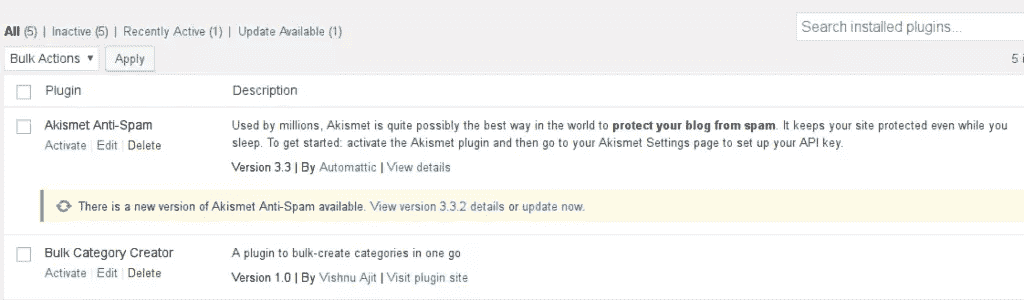 All (5) | Inactive (5) | Recently Active (1) | Update Available (1)
Search installed plugins...
Bulk Actions ▼ Apply
5 i
Plugin Description
Akismet Anti-Spam
Activate | Edit | Delete
Used by millions, Akismet is quite possibly the best way in the world to protect your blog from spam. It keeps your site protected even while you
sleep. To get started: activate the Akismet plugin and then go to your Akismet Settings page to set up your API key.
Version 3.3 | By Automattic | View details
There is a new version of Akismet Anti-Spam available. View version 3.3.2 details or update now.
Bulk Category Creator
Activate | Edit | Delete
A plugin to bulk-create categories in one go
Version 1.0 | By Vishnu Ajit | Visit plugin site